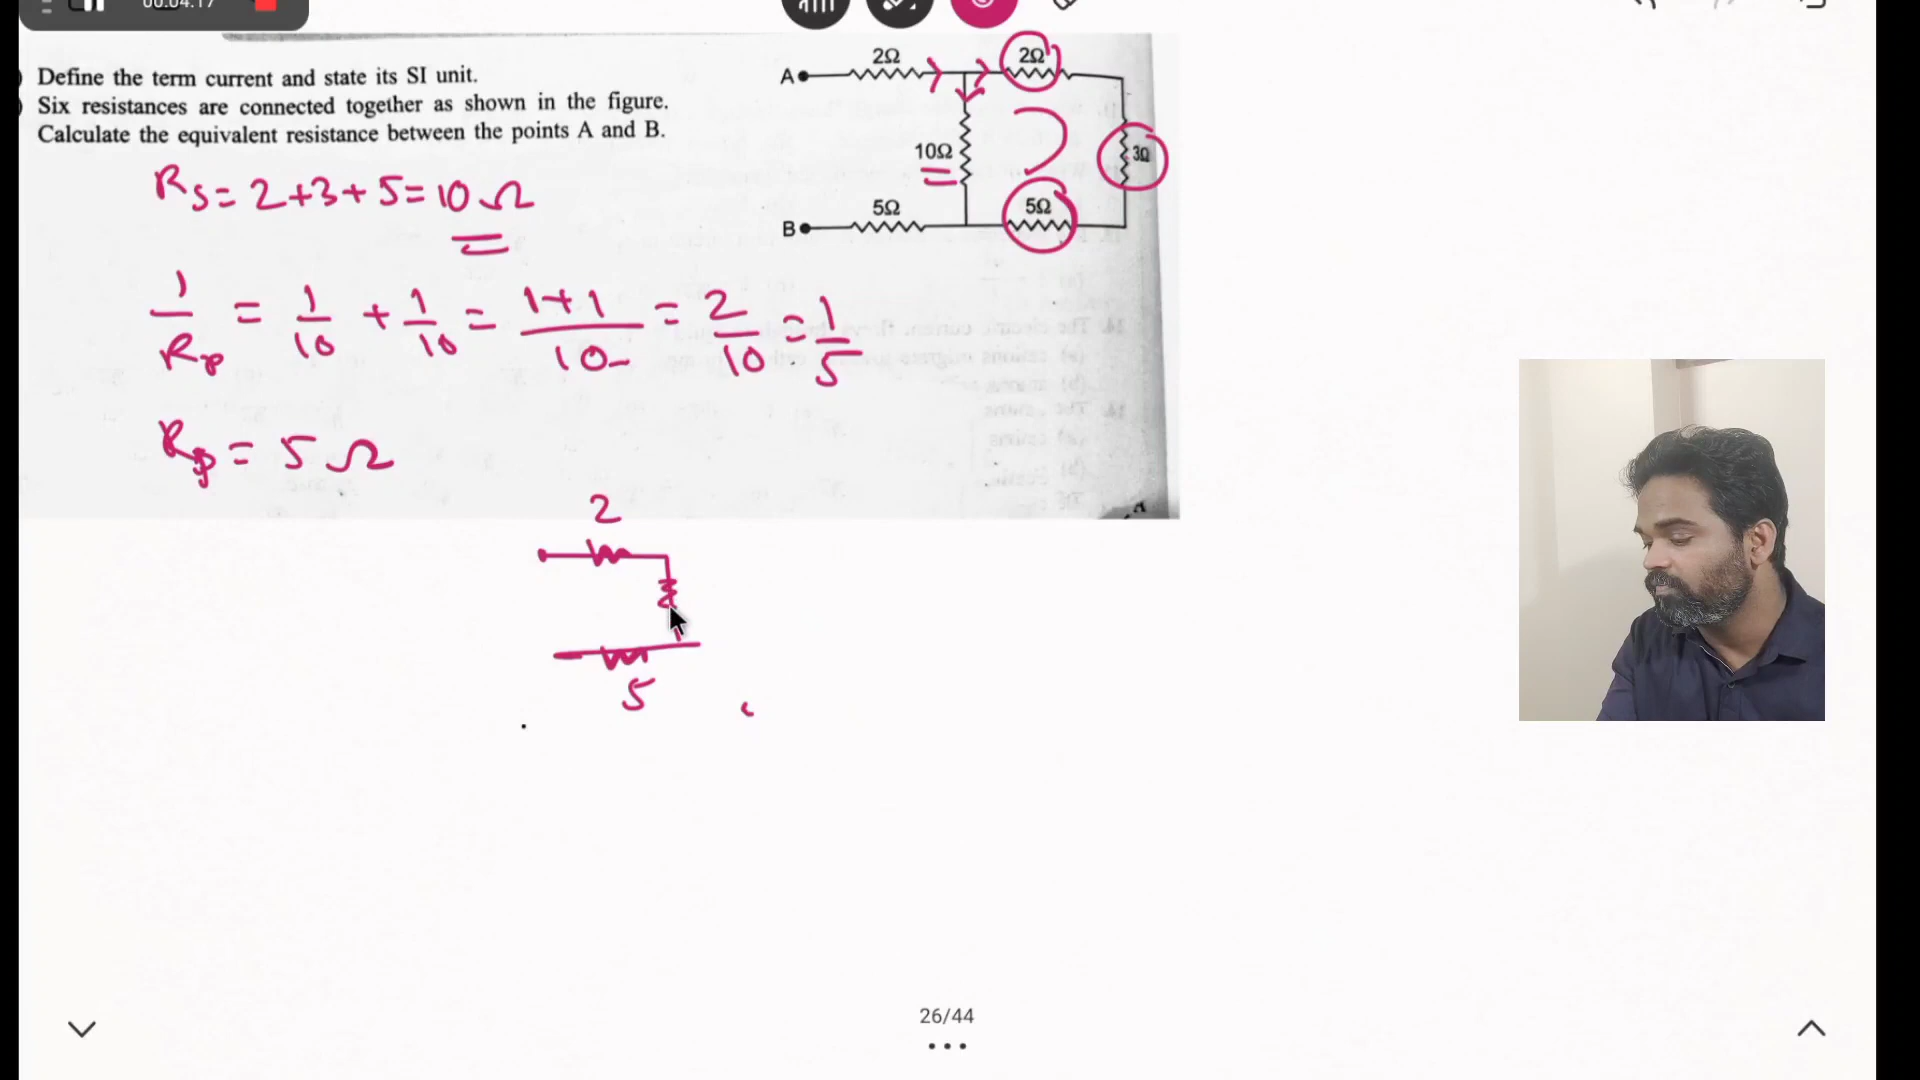 00:04:17
Define the term current and state its SI unit.
Six resistances are connected together as shown in the figure.
Calculate the equivalent resistance between the points A and B.
A 2Ω 2Ω
10Ω 3Ω
B 5Ω 5Ω
Rs = 2+3+5 = 10 Ω
1/Rp = 1/10 + 1/10 = 1+1/10 = 2/10 = 1/5
Rp = 5 Ω
2
5
26/44